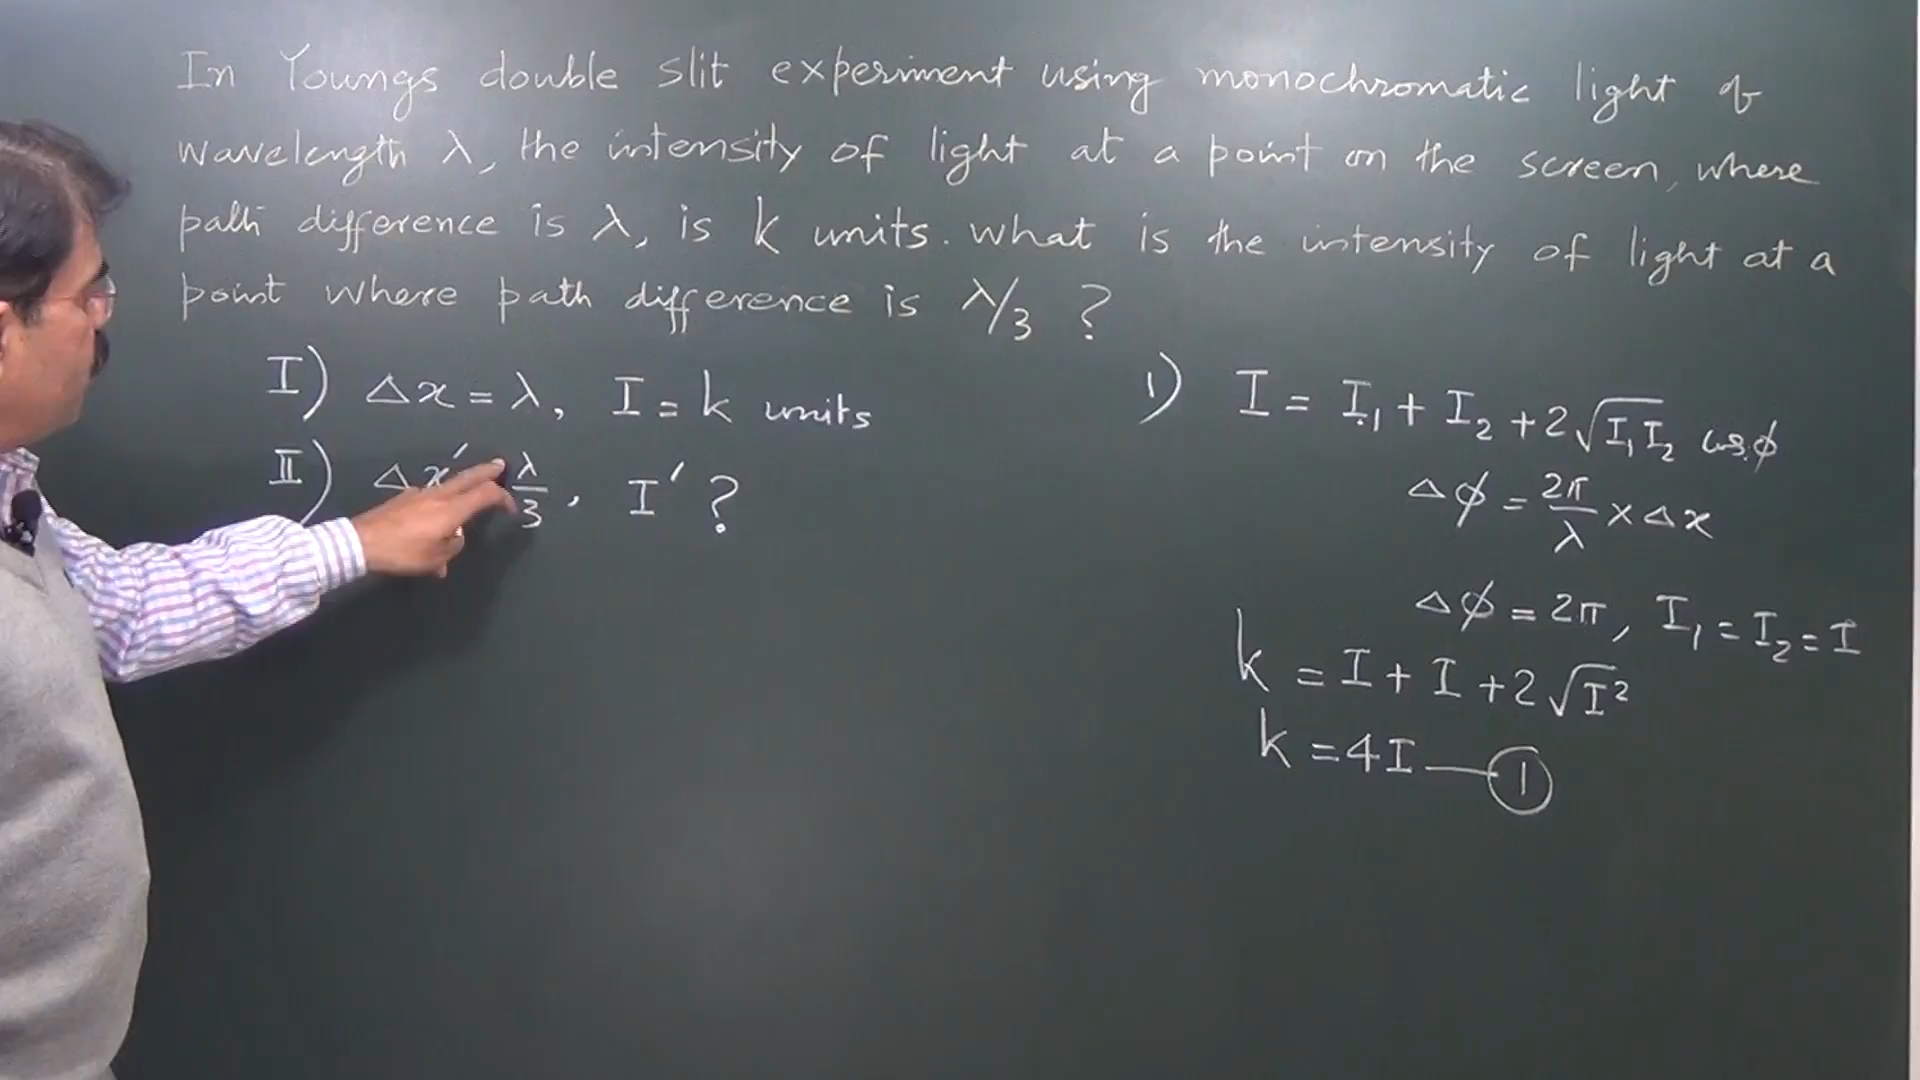 In Youngs double slit experiment using monochromatic light of
wavelength λ, the intensity of light at a point on the screen, where
path difference is λ, is k units. What is the intensity of light at a
point where path difference is λ/3 ?
I) Δx = λ, I = k units
II) Δx′ λ/3, I′ ?
1) I = I₁ + I₂ + 2√I₁I₂ cos.ϕ
Δϕ = 2π/λ × Δx
Δϕ = 2π, I₁ = I₂ = I
k = I + I + 2√I²
k = 4I — ①